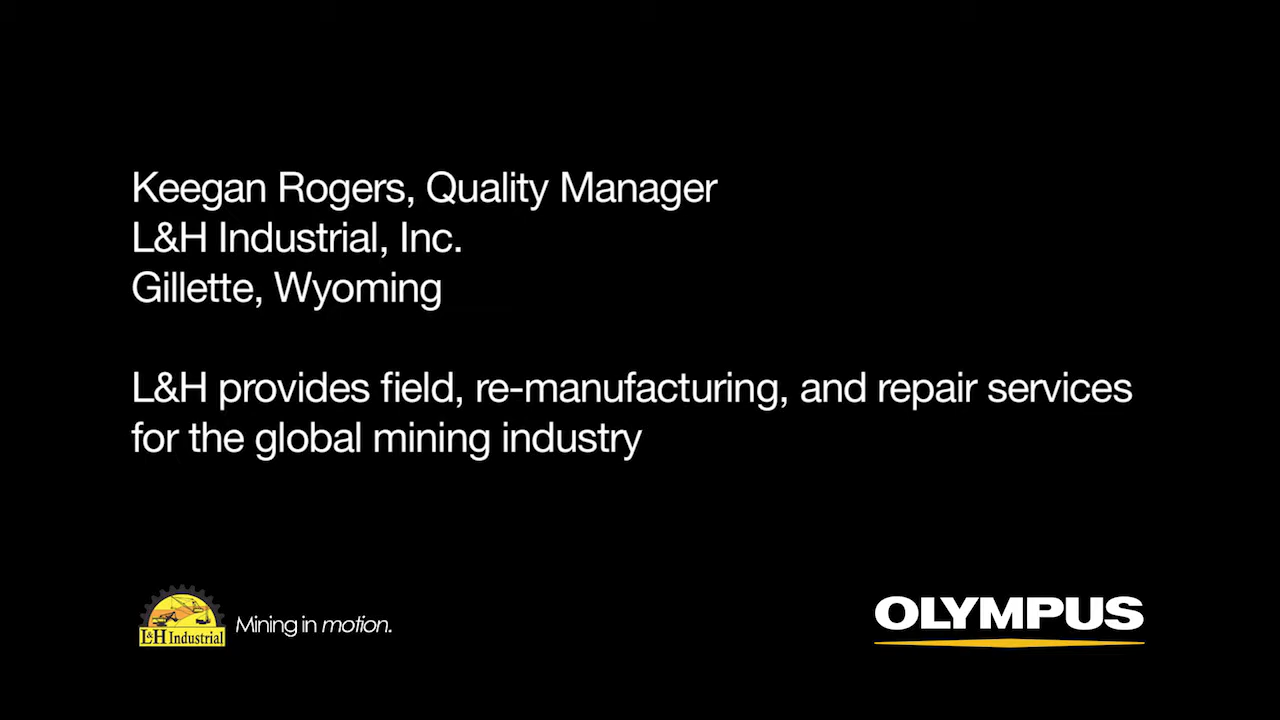 Keegan Rogers, Quality Manager
L&H Industrial, Inc.
Gillette, Wyoming
L&H provides field, re-manufacturing, and repair services
for the global mining industry
L&H Industrial
Mining in motion.
OLYMPUS